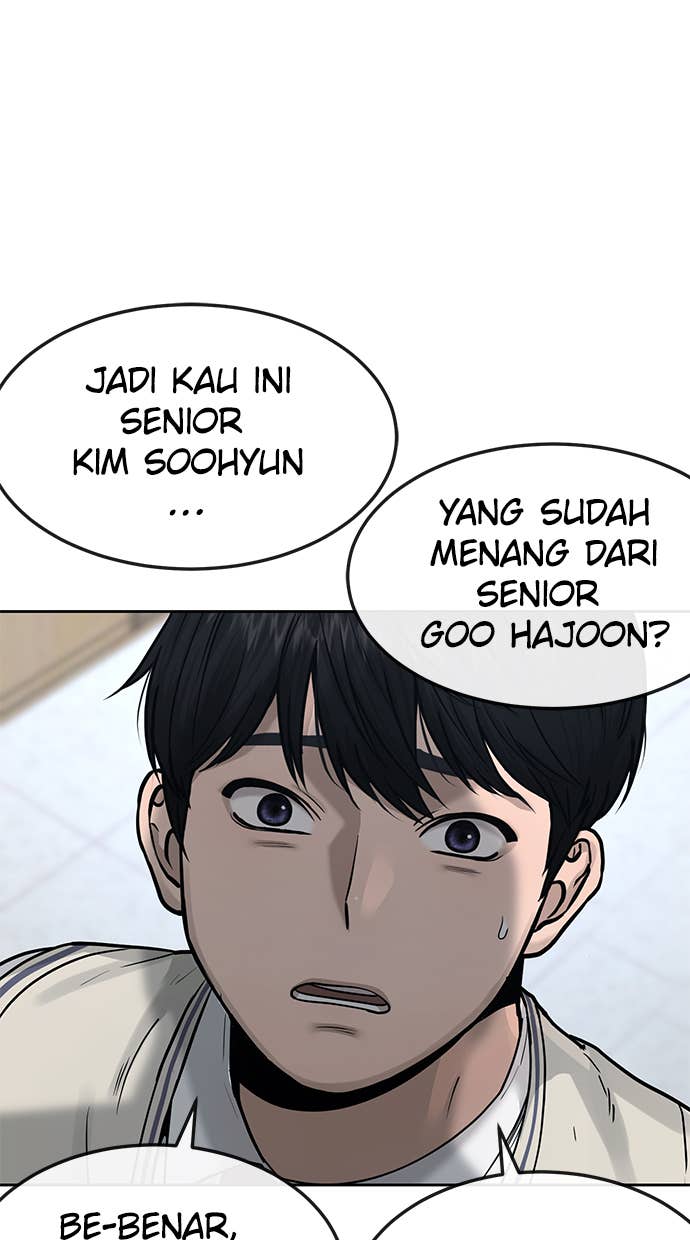 JADI KAU INI
SENIOR
KIM SOOHYUN
...
YANG SUDAH
MENANG DARI
SENIOR
GOO HAJOON?
BE-BENAR,